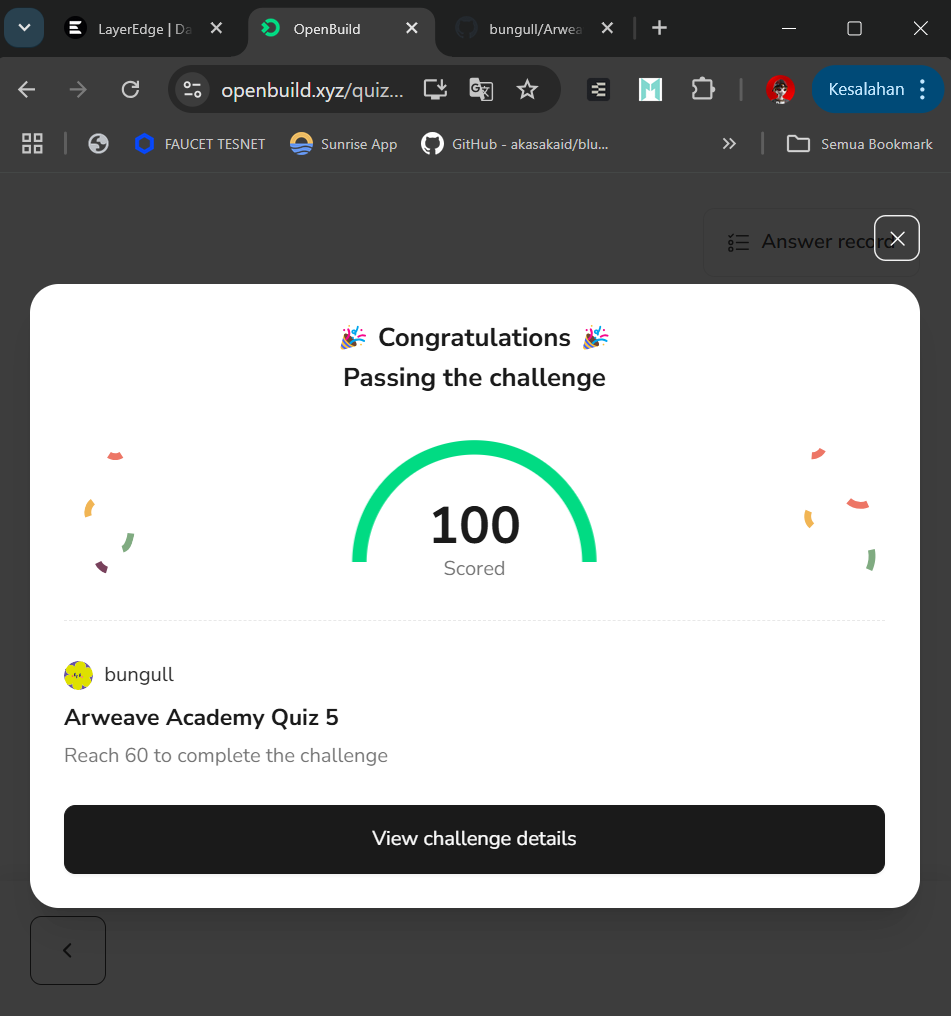 LayerEdge | Da
OpenBuild
bungull/Arwea
openbuild.xyz/quiz...
Kesalahan
FAUCET TESNET
Sunrise App
GitHub - akasakaid/blu...
Semua Bookmark
Answer record
Congratulations
Passing the challenge
100
Scored
bungull
Arweave Academy Quiz 5
Reach 60 to complete the challenge
View challenge details